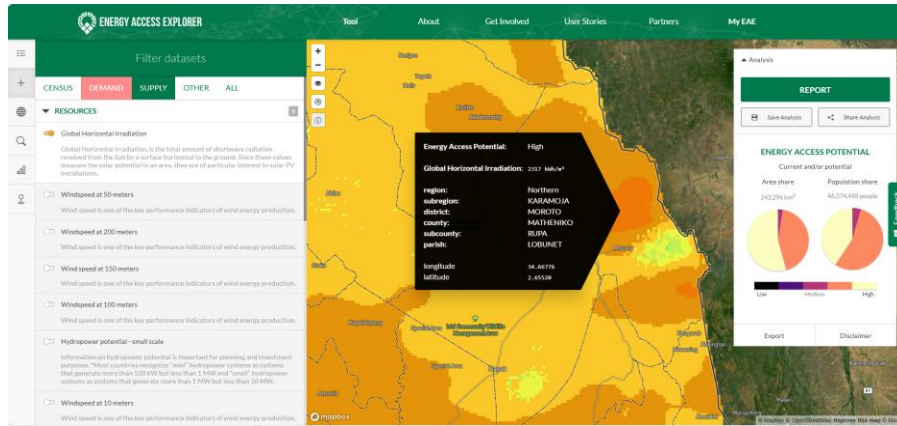 ENERGY ACCESS EXPLORER
Tool
About
Get Involved
User Stories
Partners
My EAE
Filter datasets
CENSUS
DEMAND
SUPPLY
OTHER
ALL
RESOURCES
Global Horizontal Irradiation
Global Horizontal Irradiation, is the total amount of shortwave radiation
received from the Sun by a surface horizontal to the ground. Since these values
measure the solar potential in an area, they are of particular interest to solar PV
installations.
Windspeed at 50 meters
Wind speed is one of the key performance indicators of wind energy production.
Windspeed at 200 meters
Wind speed is one of the key performance indicators of wind energy production.
Wind speed at 150 meters
Wind speed is one of the key performance indicators of wind energy production.
Windspeed at 100 meters
Wind speed is one of the key performance indicators of wind energy production.
Hydropower potential - small scale
Information on hydropower potential is important for planning and investment
purposes. "Most countries recognize "mini" hydropower systems as systems
that generate more than 100 kW but less than 1 MW and "small" hydropower
systems as systems that generate more than 1 MW but less than 10 MW.
Windspeed at 10 meters
Wind speed is one of the key performance indicators of wind energy production.
Energy Access Potential: High
Global Horizontal Irradiation: 2317 kWh/m²
region: Northern
subregion: KARAMOJA
district: MOROTO
county: MATHENIKO
subcounty: RUPA
parish: LOBUNET
longitude 34.66776
latitude 2.65520
Moroto
Napak
mapbox
Analysis
REPORT
Save Analysis
Share Analysis
ENERGY ACCESS POTENTIAL
Current and/or potential
Area share
Population share
243,296 km²
46,374,448 people
Low
Medium
High
Export
Disclaimer
Feedback
© Mapbox © OpenStreetMap Improve this map